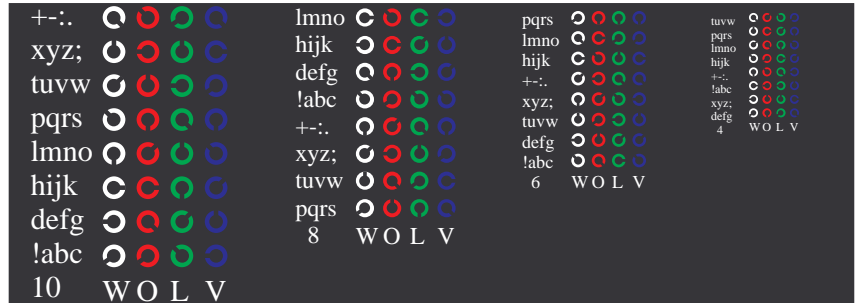 +-:.
xyz;
tuvw
pqrs
lmno
hijk
defg
!abc
10 W O L V
lmno
hijk
defg
!abc
+-:.
xyz;
tuvw
pqrs
8 W O L V
pqrs
lmno
hijk
+-:.
xyz;
tuvw
defg
!abc
6 W O L V
tuvw
pqrs
lmno
hijk
+-:.
!abc
xyz;
defg
4 W O L V